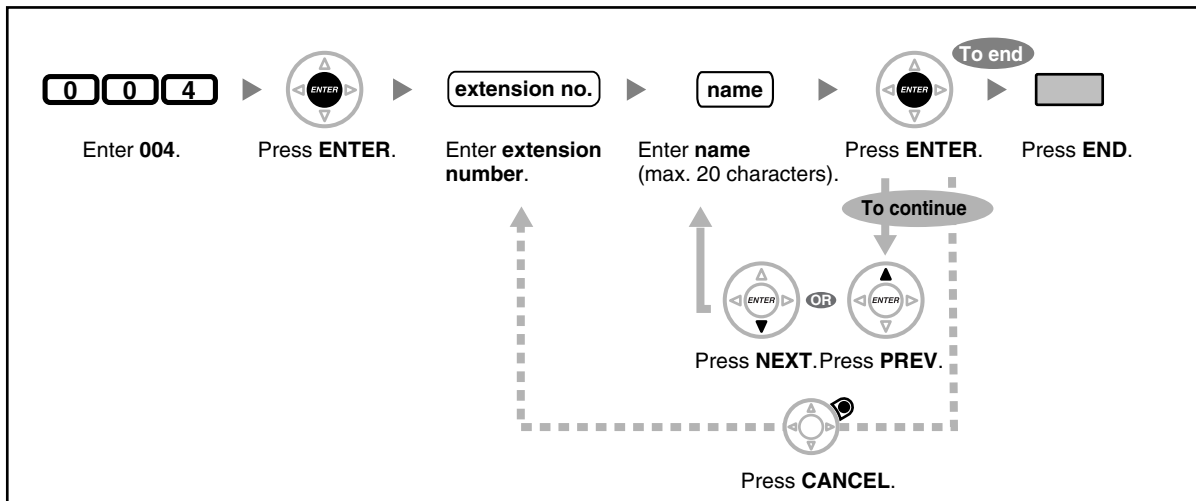 To end
0 0 4
ENTER
extension no.
name
ENTER
Enter 004.
Press ENTER.
Enter extension
number.
Enter name
(max. 20 characters).
Press ENTER.
Press END.
To continue
ENTER
OR
ENTER
Press NEXT.
Press PREV.
Press CANCEL.